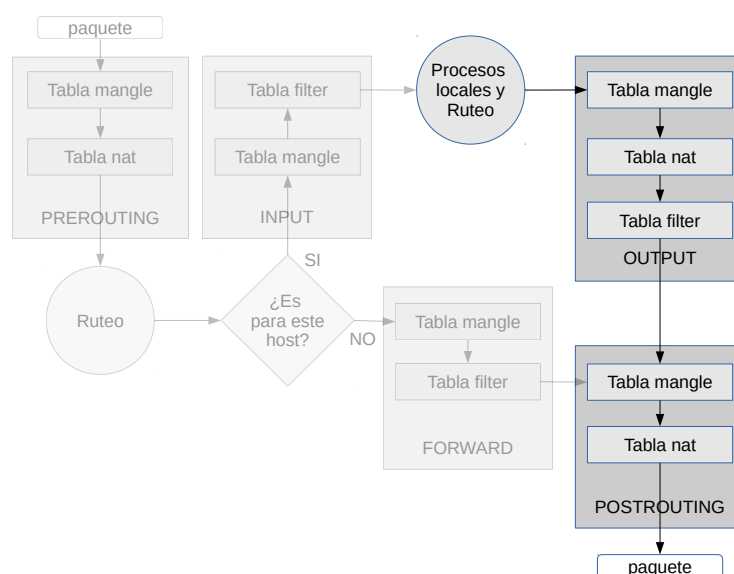 paquete
Tabla mangle
Tabla nat
PREROUTING
Ruteo
Tabla filter
Tabla mangle
INPUT
SI
¿Es
para este
host?
NO
Tabla mangle
Tabla filter
FORWARD
Procesos
locales y
Ruteo
Tabla mangle
Tabla nat
Tabla filter
OUTPUT
Tabla mangle
Tabla nat
POSTROUTING
paquete